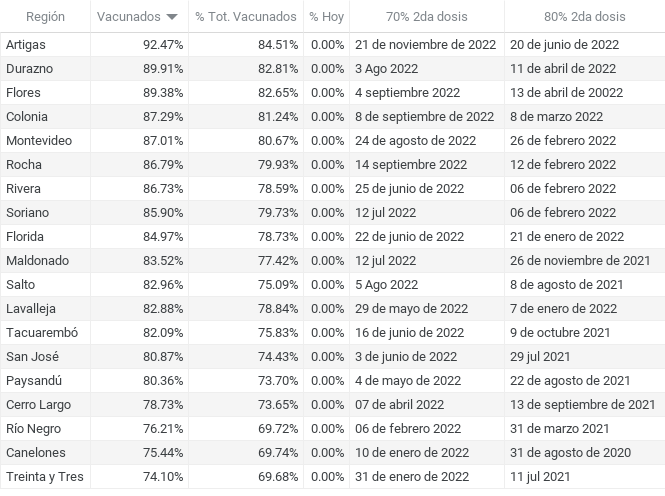 Región Vacunados % Tot. Vacunados % Hoy 70% 2da dosis 80% 2da dosis
Artigas 92.47% 84.51% 0.00% 21 de noviembre de 2022 20 de junio de 2022
Durazno 89.91% 82.81% 0.00% 3 Ago 2022 11 de abril de 2022
Flores 89.38% 82.65% 0.00% 4 septiembre 2022 13 de abril de 20022
Colonia 87.29% 81.24% 0.00% 8 de septiembre de 2022 8 de marzo 2022
Montevideo 87.01% 80.67% 0.00% 24 de agosto de 2022 26 de febrero 2022
Rocha 86.79% 79.93% 0.00% 14 septiembre 2022 12 de febrero 2022
Rivera 86.73% 78.59% 0.00% 25 de junio de 2022 06 de febrero 2022
Soriano 85.90% 79.73% 0.00% 12 jul 2022 06 de febrero 2022
Florida 84.97% 78.73% 0.00% 22 de junio de 2022 21 de enero de 2022
Maldonado 83.52% 77.42% 0.00% 12 jul 2022 26 de noviembre de 2021
Salto 82.96% 75.09% 0.00% 5 Ago 2022 8 de agosto de 2021
Lavalleja 82.88% 78.84% 0.00% 29 de mayo de 2022 7 de enero de 2022
Tacuarembó 82.09% 75.83% 0.00% 16 de junio de 2022 9 de octubre 2021
San José 80.87% 74.43% 0.00% 3 de junio de 2022 29 jul 2021
Paysandú 80.36% 73.70% 0.00% 4 de mayo de 2022 22 de agosto de 2021
Cerro Largo 78.73% 73.65% 0.00% 07 de abril 2022 13 de septiembre de 2021
Río Negro 76.21% 69.72% 0.00% 06 de febrero 2022 31 de marzo 2021
Canelones 75.44% 69.74% 0.00% 10 de enero de 2022 31 de agosto de 2020
Treinta y Tres 74.10% 69.68% 0.00% 31 de enero de 2022 11 jul 2021